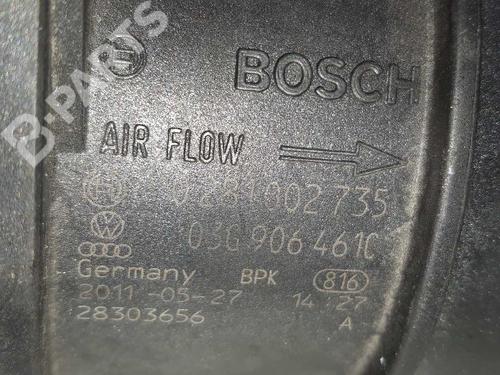 B-PARTS
BOSCH
AIR FLOW
0 281 002 735
03G 906 461C
Germany BPK 816
2011-05-27 14:27
28303656 A